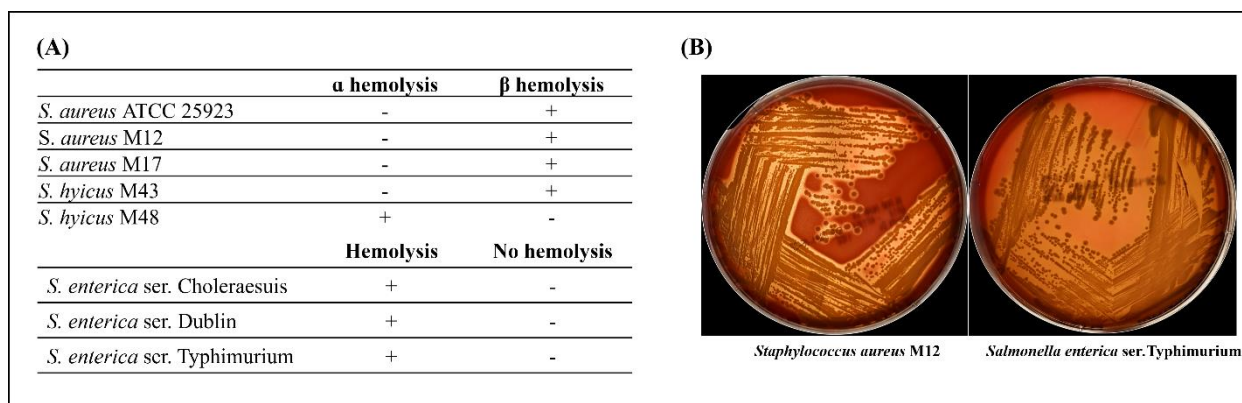 (A)
α hemolysis β hemolysis
S. aureus ATCC 25923 - +
S. aureus M12 - +
S. aureus M17 - +
S. hyicus M43 - +
S. hyicus M48 + -
Hemolysis No hemolysis
S. enterica ser. Choleraesuis + -
S. enterica ser. Dublin + -
S. enterica scr. Typhimurium + -
(B)
Staphylococcus aureus M12 Salmonella enterica ser.Typhimurium